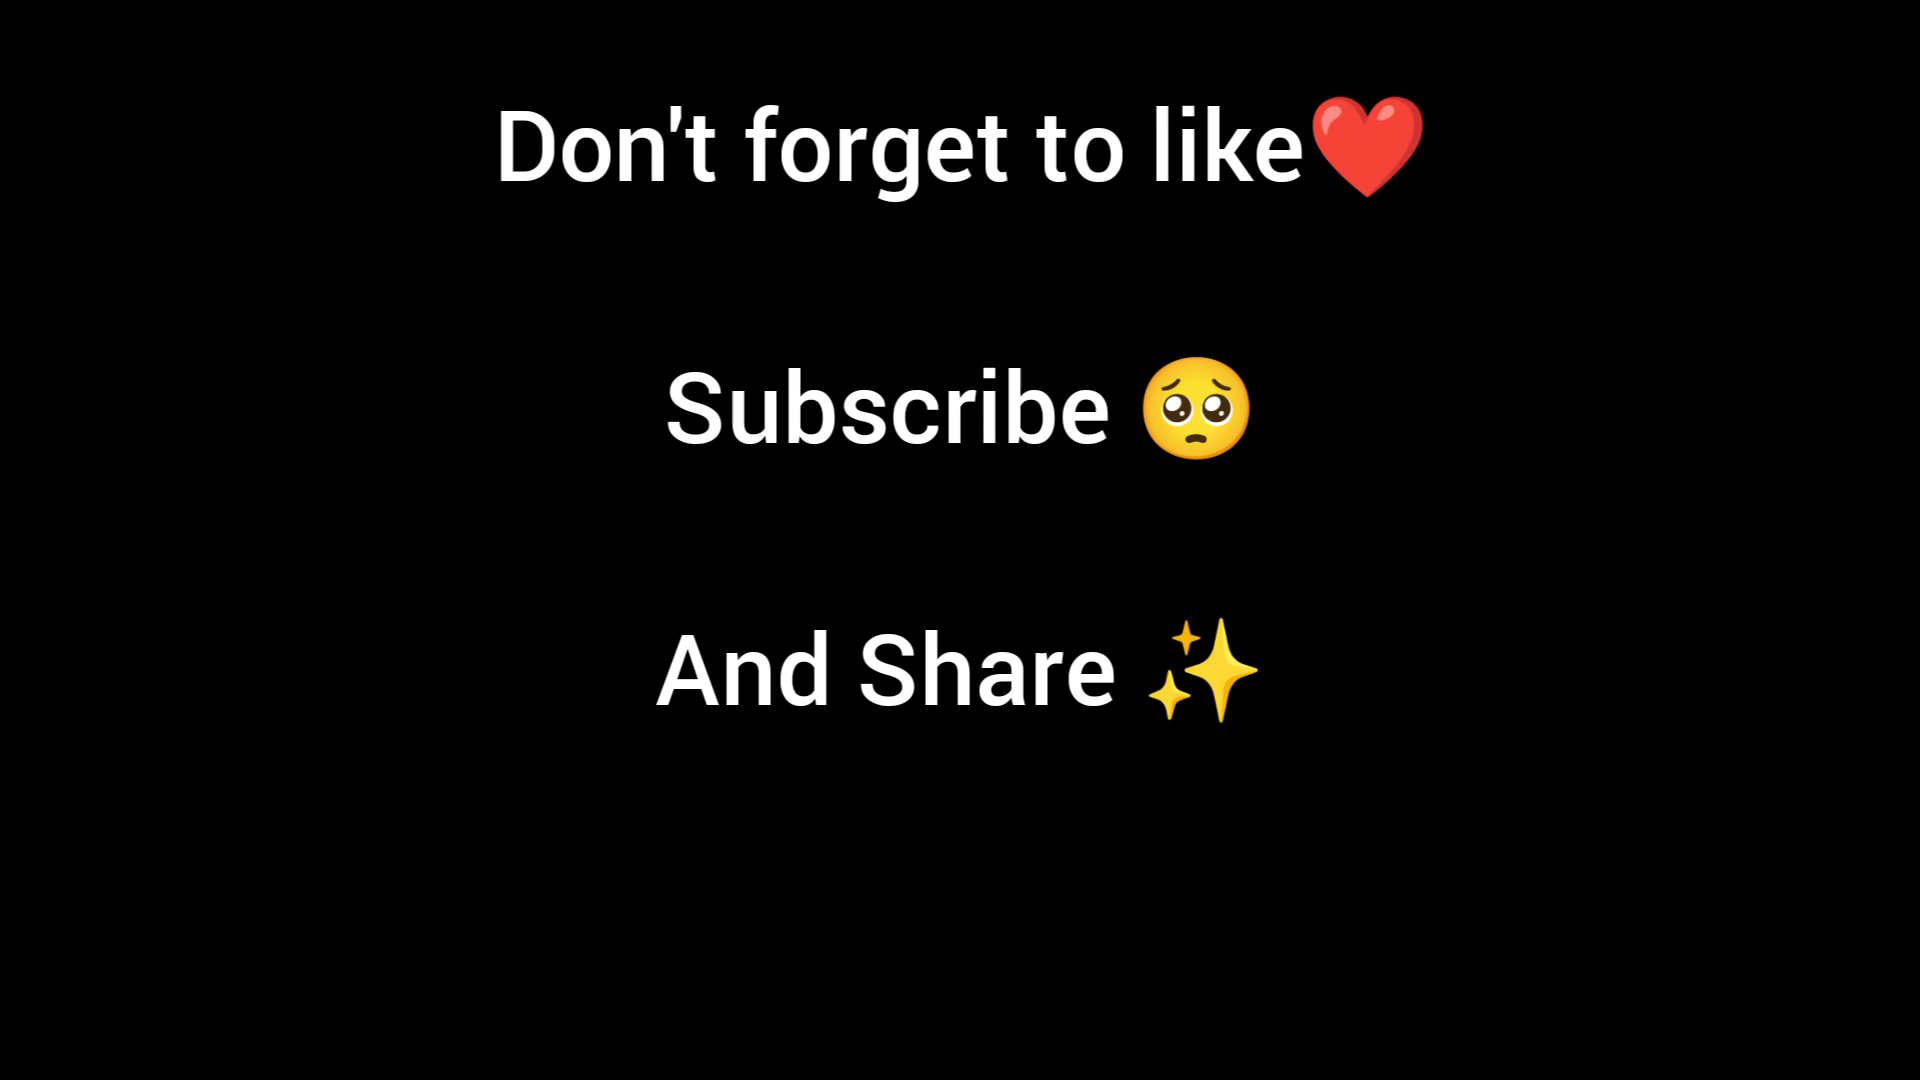 Don't forget to like❤️
Subscribe 🥺
And Share ✨